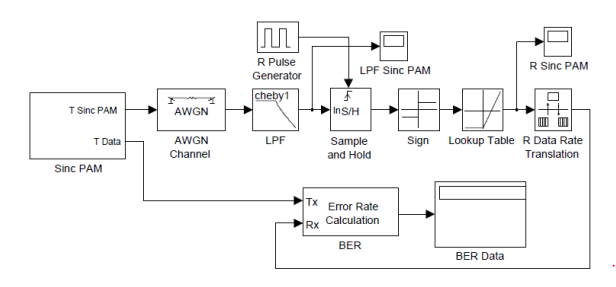 R Pulse
Generator
LPF Sinc PAM
R Sinc PAM
T Sinc PAM
T Data
Sinc PAM
AWGN
AWGN
Channel
cheby1
LPF
In S/H
Sample
and Hold
Sign
Lookup Table
R Data Rate
Translation
Tx
Rx
Error Rate
Calculation
BER
BER Data
.